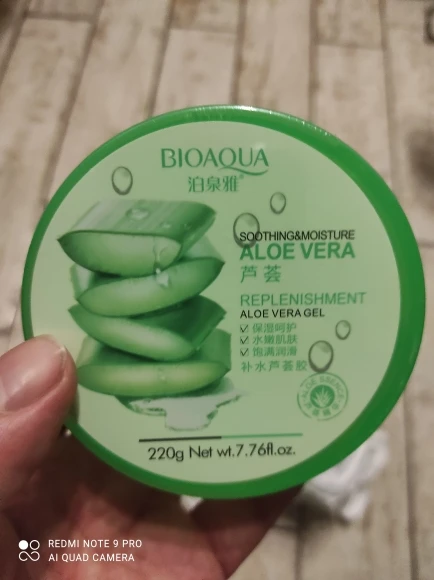 BIOAQUA
泊泉雅®
SOOTHING&MOISTURE
ALOE VERA
芦荟
REPLENISHMENT
ALOE VERA GEL
保湿呵护
水嫩肌肤
饱满润滑
补水芦荟胶
220g Net wt.7.76fl.oz.
REDMI NOTE 9 PRO
AI QUAD CAMERA